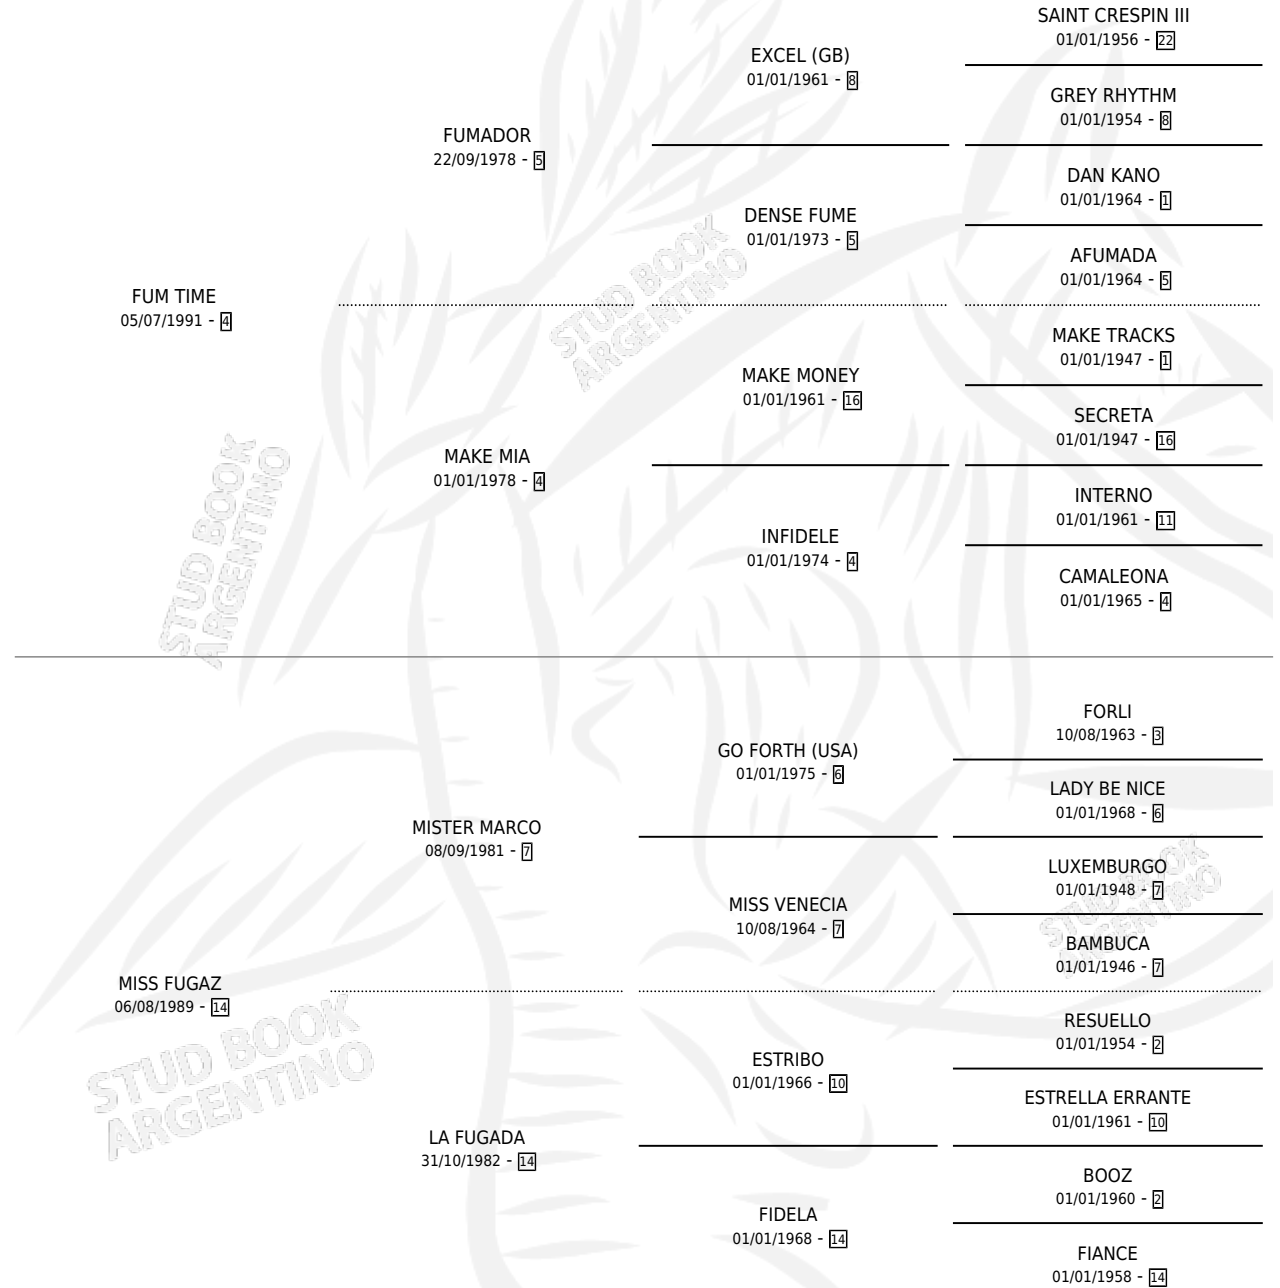 SAINT CRESPIN III
01/01/1956 - 22
EXCEL (GB)
01/01/1961 - 8
GREY RHYTHM
01/01/1954 - 8
FUMADOR
22/09/1978 - 5
DAN KANO
01/01/1964 - 1
DENSE FUME
01/01/1973 - 5
AFUMADA
01/01/1964 - 5
FUM TIME
05/07/1991 - 4
MAKE TRACKS
01/01/1947 - 1
MAKE MONEY
01/01/1961 - 16
SECRETA
01/01/1947 - 16
MAKE MIA
01/01/1978 - 4
INTERNO
01/01/1961 - 11
INFIDELE
01/01/1974 - 4
CAMALEONA
01/01/1965 - 4
FORLI
10/08/1963 - 3
GO FORTH (USA)
01/01/1975 - 6
LADY BE NICE
01/01/1968 - 6
MISTER MARCO
08/09/1981 - 7
LUXEMBURGO
01/01/1948 - 7
MISS VENECIA
10/08/1964 - 7
BAMBUCA
01/01/1946 - 7
MISS FUGAZ
06/08/1989 - 14
RESUELLO
01/01/1954 - 2
ESTRIBO
01/01/1966 - 10
ESTRELLA ERRANTE
01/01/1961 - 10
LA FUGADA
31/10/1982 - 14
BOOZ
01/01/1960 - 2
FIDELA
01/01/1968 - 14
FIANCE
01/01/1958 - 14
STUD BOOK
ARGENTINO
STUD BOOK
ARGENTINO
STUD BOOK
ARGENTINO
STUD BOOK
ARGENTINO